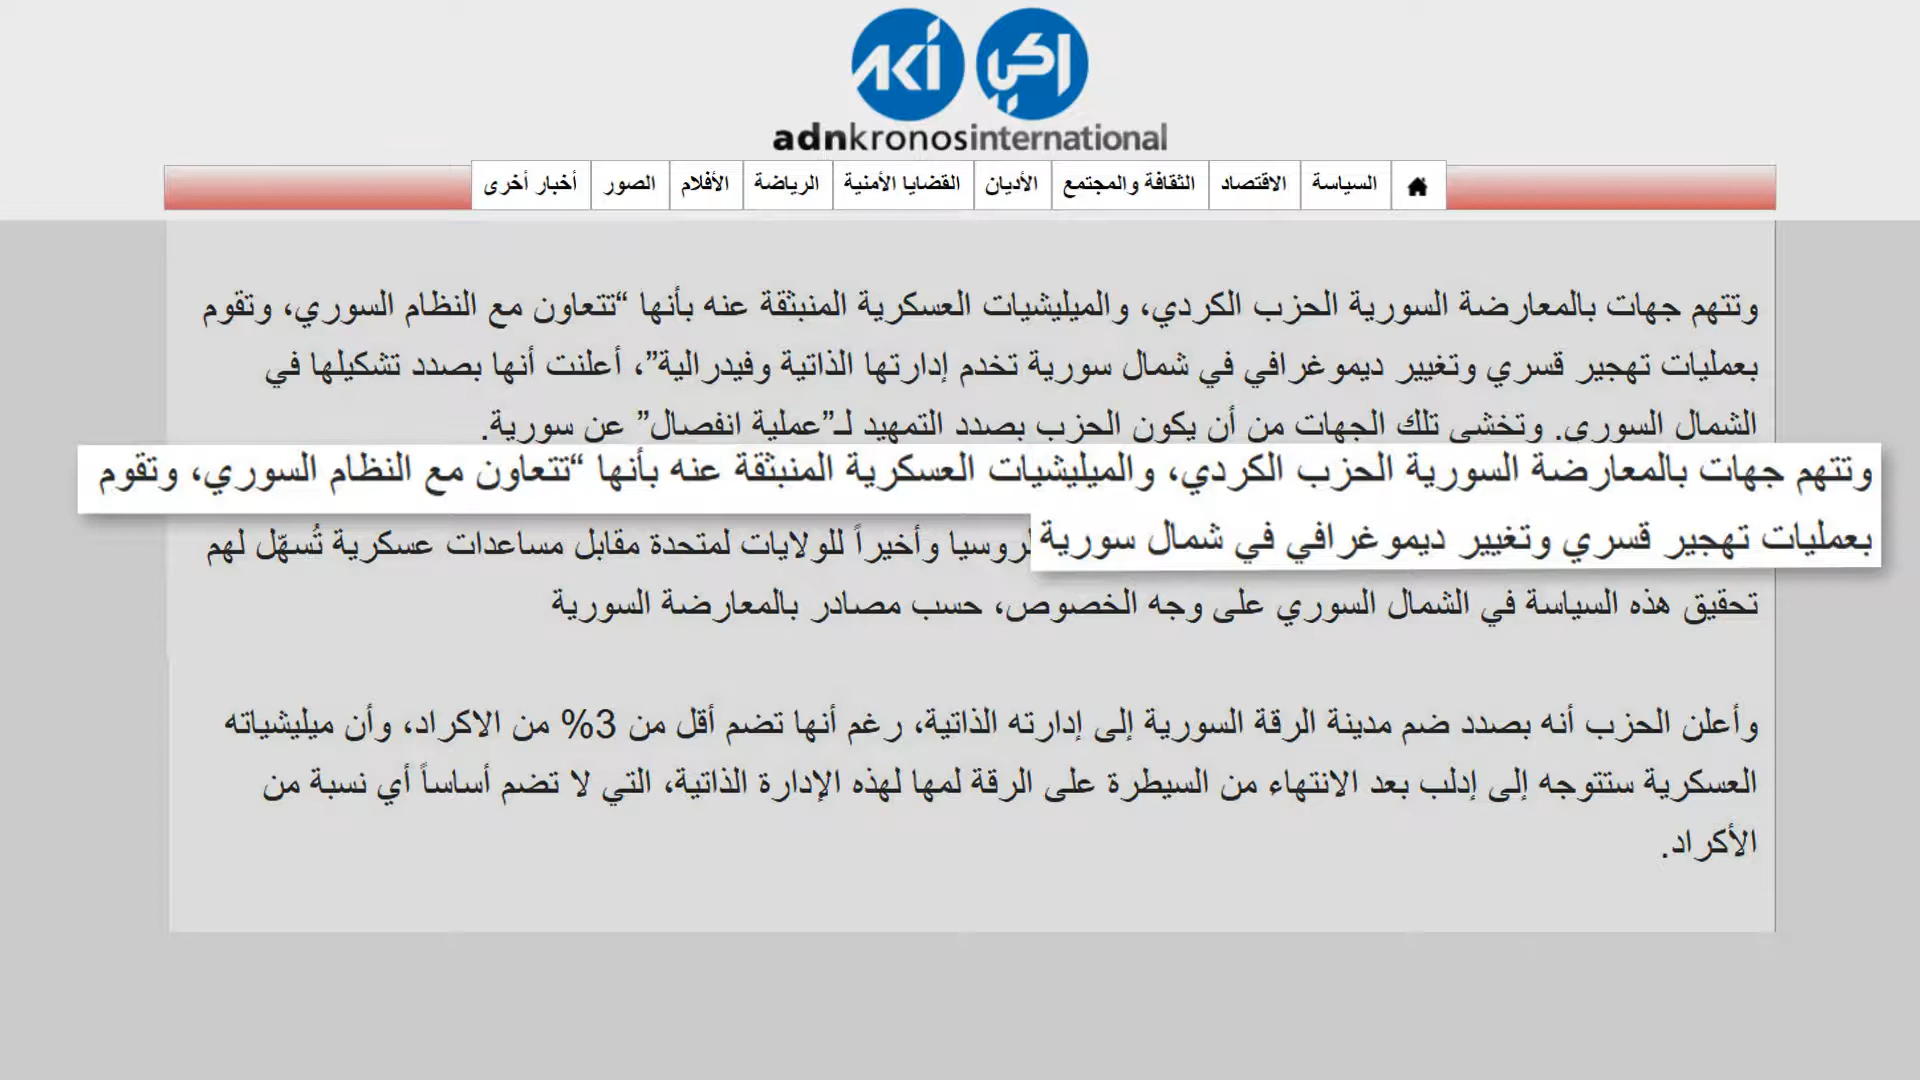 AKI آكي
adnkronosinternational
السياسة الاقتصاد الثقافة والمجتمع الأديان القضايا الأمنية الرياضة الأفلام الصور أخبار أخرى
وتتهم جهات بالمعارضة السورية الحزب الكردي، والميليشيات العسكرية المنبثقة عنه بأنها “تتعاون مع النظام السوري، وتقوم
بعمليات تهجير قسري وتغيير ديموغرافي في شمال سورية تخدم إدارتها الذاتية وفيدرالية”، أعلنت أنها بصدد تشكيلها في
الشمال السوري. وتخشى تلك الجهات من أن يكون الحزب بصدد التمهيد لـ”عملية انفصال” عن سورية.
وتتهم جهات بالمعارضة السورية الحزب الكردي، والميليشيات العسكرية المنبثقة عنه بأنها “تتعاون مع النظام السوري، وتقوم
بعمليات تهجير قسري وتغيير ديموغرافي في شمال سورية
لروسيا وأخيراً للولايات لمتحدة مقابل مساعدات عسكرية تُسهّل لهم
تحقيق هذه السياسة في الشمال السوري على وجه الخصوص، حسب مصادر بالمعارضة السورية
وأعلن الحزب أنه بصدد ضم مدينة الرقة السورية إلى إدارته الذاتية، رغم أنها تضم أقل من 3% من الاكراد، وأن ميليشياته
العسكرية ستتوجه إلى إدلب بعد الانتهاء من السيطرة على الرقة لمها لهذه الإدارة الذاتية، التي لا تضم أساساً أي نسبة من
الأكراد.